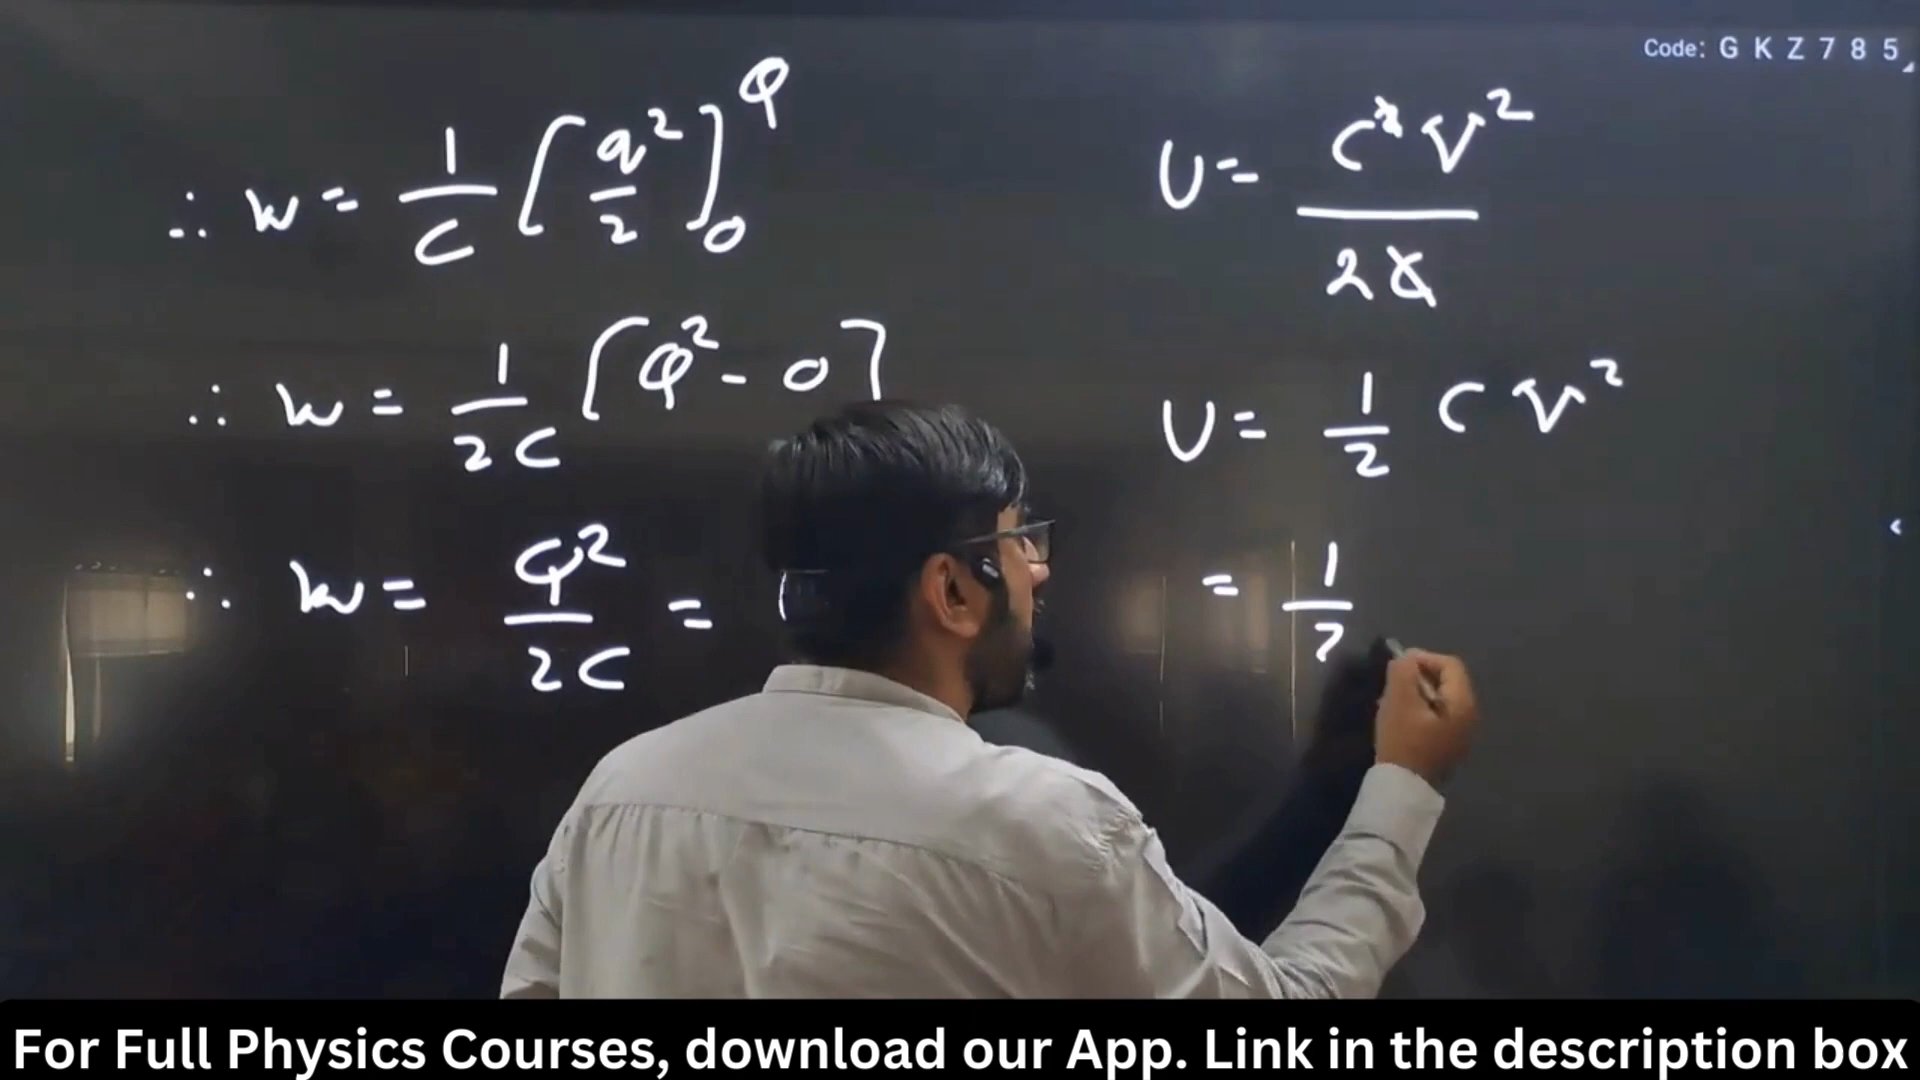 Code: G K Z 7 8 5
∴ W = 1/C [q²/2]₀^Q
∴ W = 1/2C [Q² - 0]
∴ W = Q²/2C =
U = C²V²/2C
U = 1/2 C V²
= 1/2
For Full Physics Courses, download our App. Link in the description box